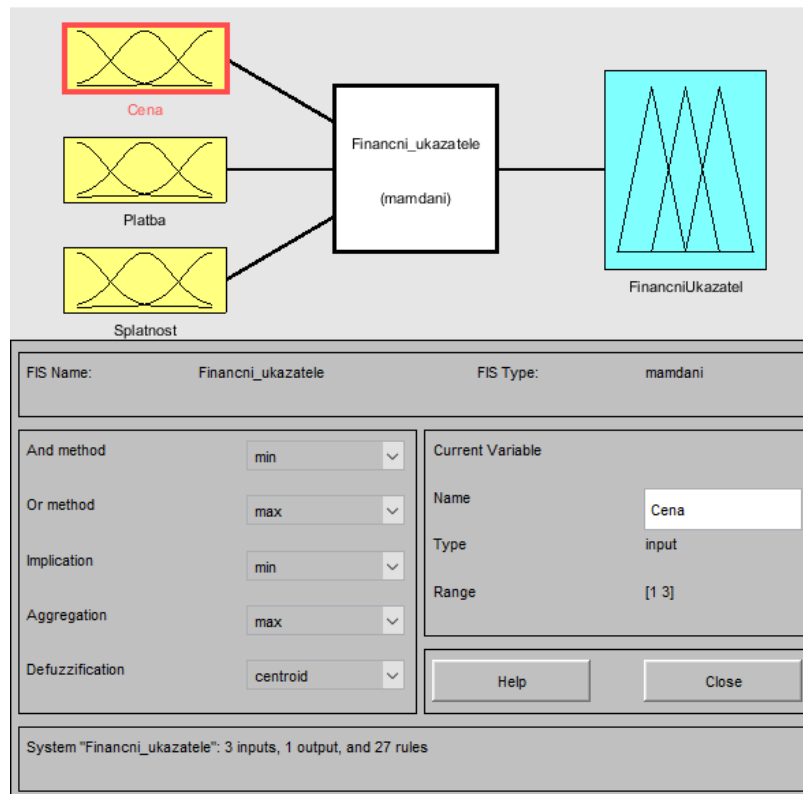 Cena
Platba
Splatnost
Financni_ukazatele
(mamdani)
FinancniUkazatel
FIS Name: Financni_ukazatele FIS Type: mamdani
And method min
Or method max
Implication min
Aggregation max
Defuzzification centroid
Current Variable
Name Cena
Type input
Range [1 3]
Help Close
System "Financni_ukazatele": 3 inputs, 1 output, and 27 rules